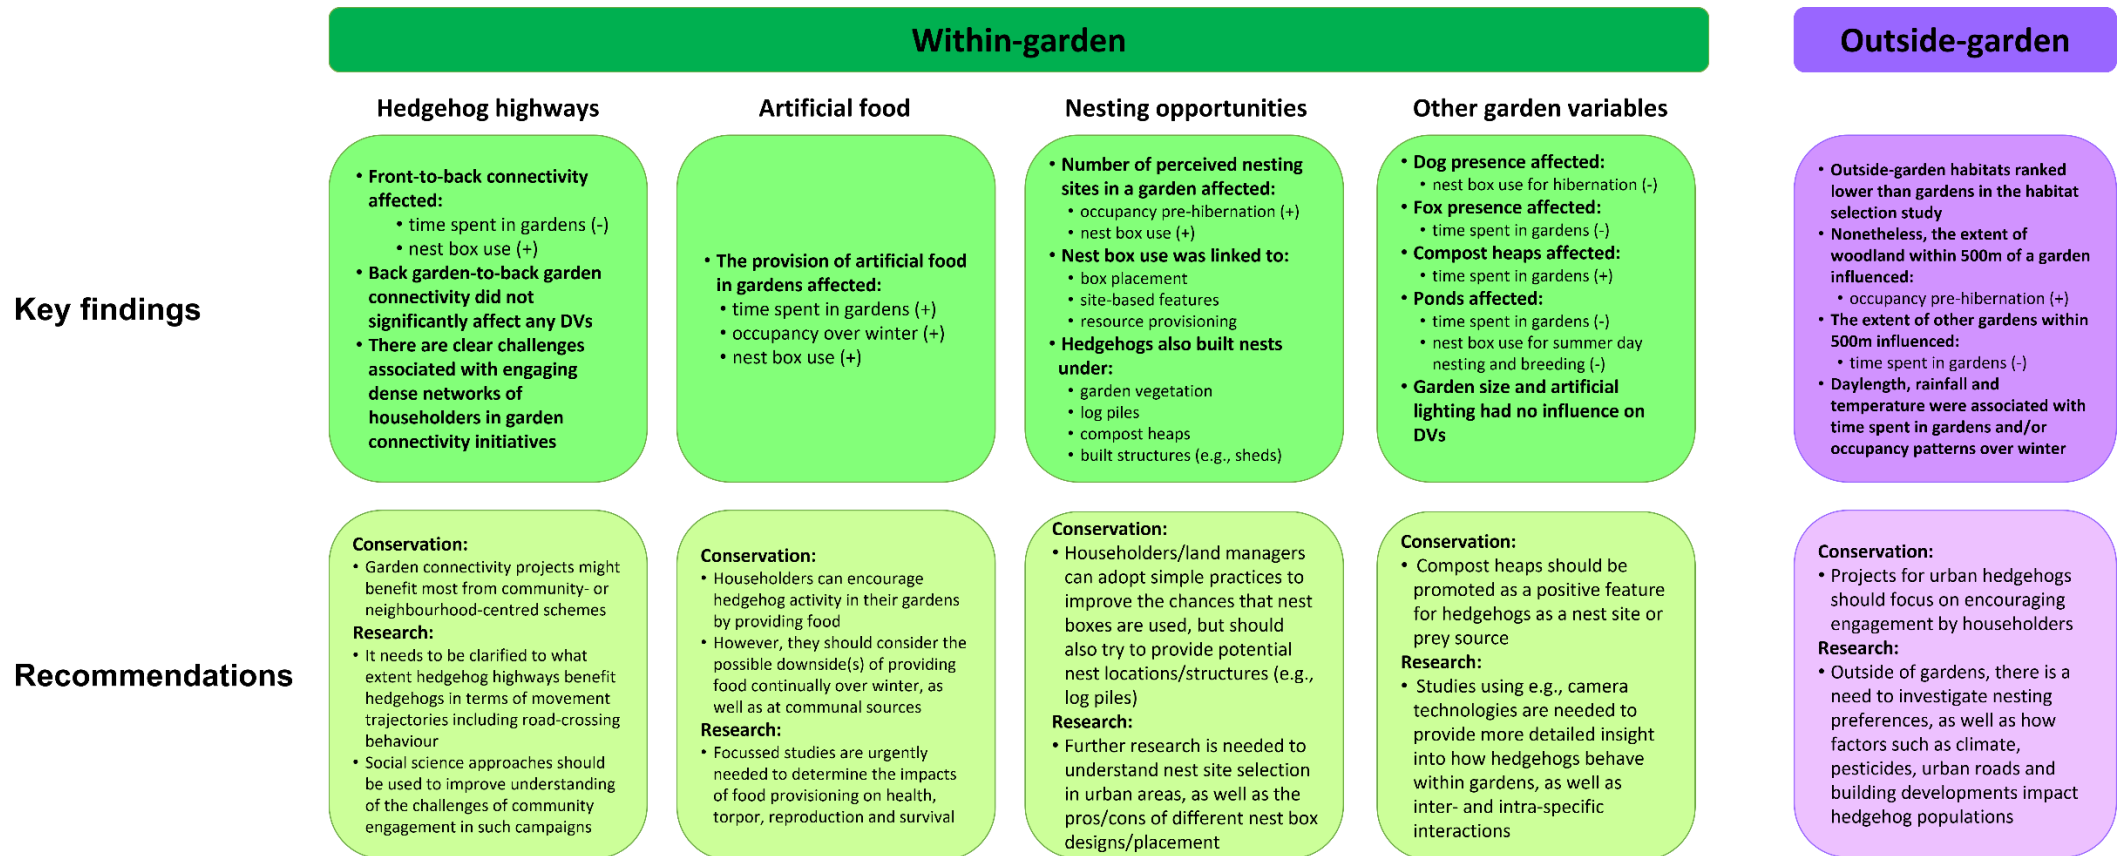 Within-garden
Outside-garden
Hedgehog highways
Artificial food
Nesting opportunities
Other garden variables
Key findings
• Front-to-back connectivity
affected:
• time spent in gardens (-)
• nest box use (+)
• Back garden-to-back garden
connectivity did not
significantly affect any DVs
• There are clear challenges
associated with engaging
dense networks of
householders in garden
connectivity initiatives
• The provision of artificial food
in gardens affected:
• time spent in gardens (+)
• occupancy over winter (+)
• nest box use (+)
• Number of perceived nesting
sites in a garden affected:
• occupancy pre-hibernation (+)
• nest box use (+)
• Nest box use was linked to:
• box placement
• site-based features
• resource provisioning
• Hedgehogs also built nests
under:
• garden vegetation
• log piles
• compost heaps
• built structures (e.g., sheds)
• Dog presence affected:
• nest box use for hibernation (-)
• Fox presence affected:
• time spent in gardens (-)
• Compost heaps affected:
• time spent in gardens (+)
• Ponds affected:
• time spent in gardens (-)
• nest box use for summer day
nesting and breeding (-)
• Garden size and artificial
lighting had no influence on
DVs
• Outside-garden habitats ranked
lower than gardens in the habitat
selection study
• Nonetheless, the extent of
woodland within 500m of a garden
influenced:
• occupancy pre-hibernation (+)
• The extent of other gardens within
500m influenced:
• time spent in gardens (-)
• Daylength, rainfall and
temperature were associated with
time spent in gardens and/or
occupancy patterns over winter
Recommendations
Conservation:
• Garden connectivity projects might
benefit most from community- or
neighbourhood-centred schemes
Research:
• It needs to be clarified to what
extent hedgehog highways benefit
hedgehogs in terms of movement
trajectories including road-crossing
behaviour
• Social science approaches should
be used to improve understanding
of the challenges of community
engagement in such campaigns
Conservation:
• Householders can encourage
hedgehog activity in their gardens
by providing food
• However, they should consider the
possible downside(s) of providing
food continually over winter, as
well as at communal sources
Research:
• Focussed studies are urgently
needed to determine the impacts
of food provisioning on health,
torpor, reproduction and survival
Conservation:
• Householders/land managers
can adopt simple practices to
improve the chances that nest
boxes are used, but should
also try to provide potential
nest locations/structures (e.g.,
log piles)
Research:
• Further research is needed to
understand nest site selection
in urban areas, as well as the
pros/cons of different nest box
designs/placement
Conservation:
• Compost heaps should be
promoted as a positive feature
for hedgehogs as a nest site or
prey source
Research:
• Studies using e.g., camera
technologies are needed to
provide more detailed insight
into how hedgehogs behave
within gardens, as well as
inter- and intra-specific
interactions
Conservation:
• Projects for urban hedgehogs
should focus on encouraging
engagement by householders
Research:
• Outside of gardens, there is a
need to investigate nesting
preferences, as well as how
factors such as climate,
pesticides, urban roads and
building developments impact
hedgehog populations